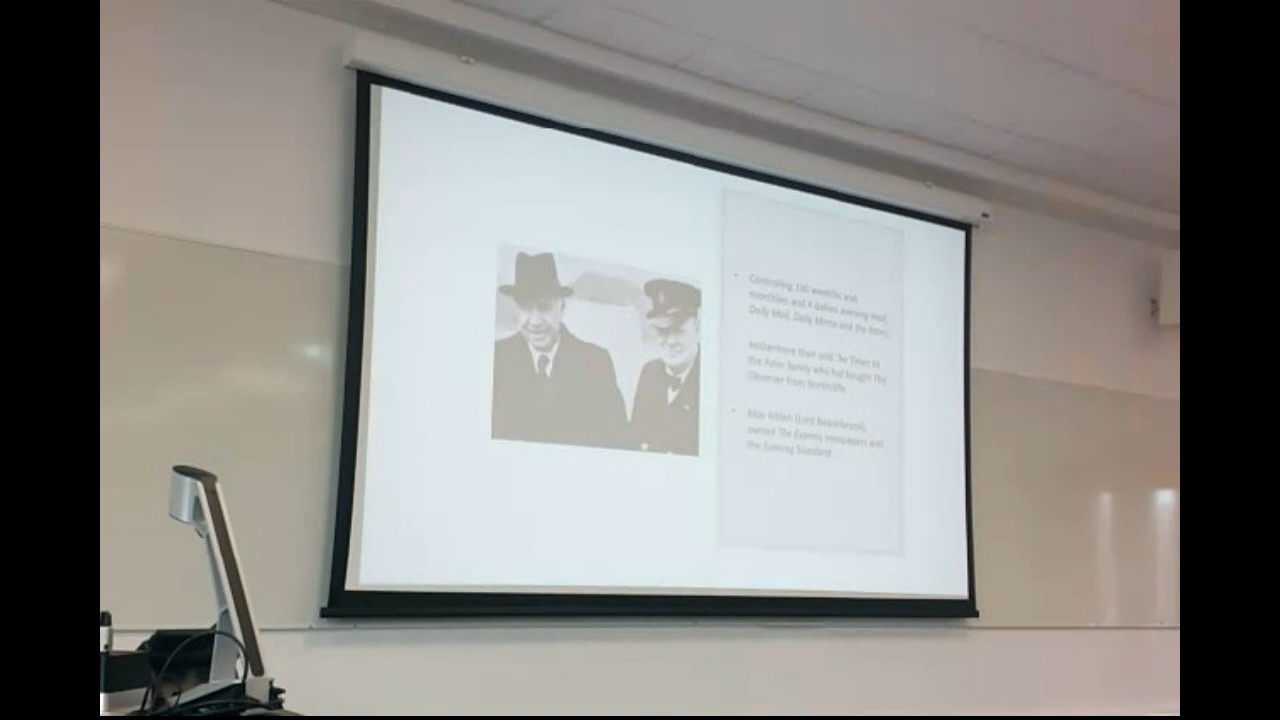 • Controlling 100 weeklies and
monthlies and 4 dailies evening mail,
Daily Mail, Daily Mirror and the times.
Rothermere then sold The Times to
the Astor family who had bought The
Observer from Northcliffe
• Max Aitken (Lord Beaverbrook),
owned The Express newspapers and
the Evening Standard